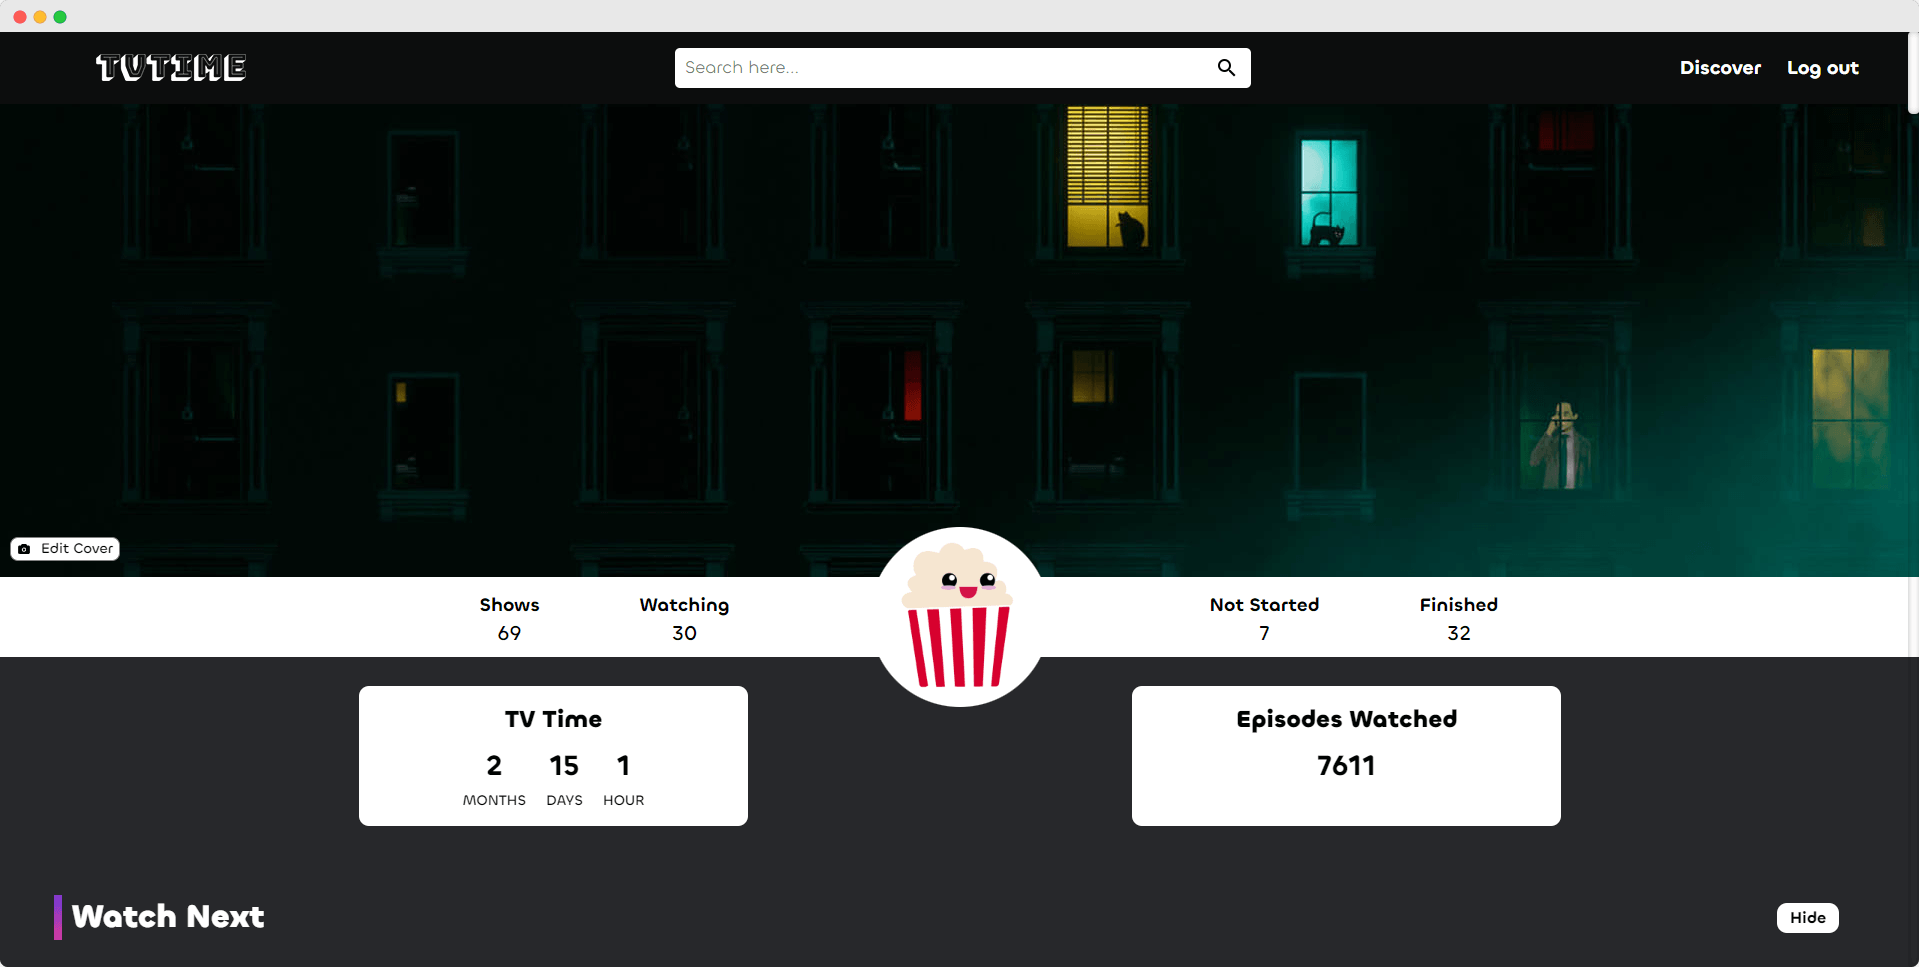 TVTIME
Search here...
Discover
Log out
Edit Cover
Shows
69
Watching
30
Not Started
7
Finished
32
TV Time
2 15 1
MONTHS DAYS HOUR
Episodes Watched
7611
Watch Next
Hide